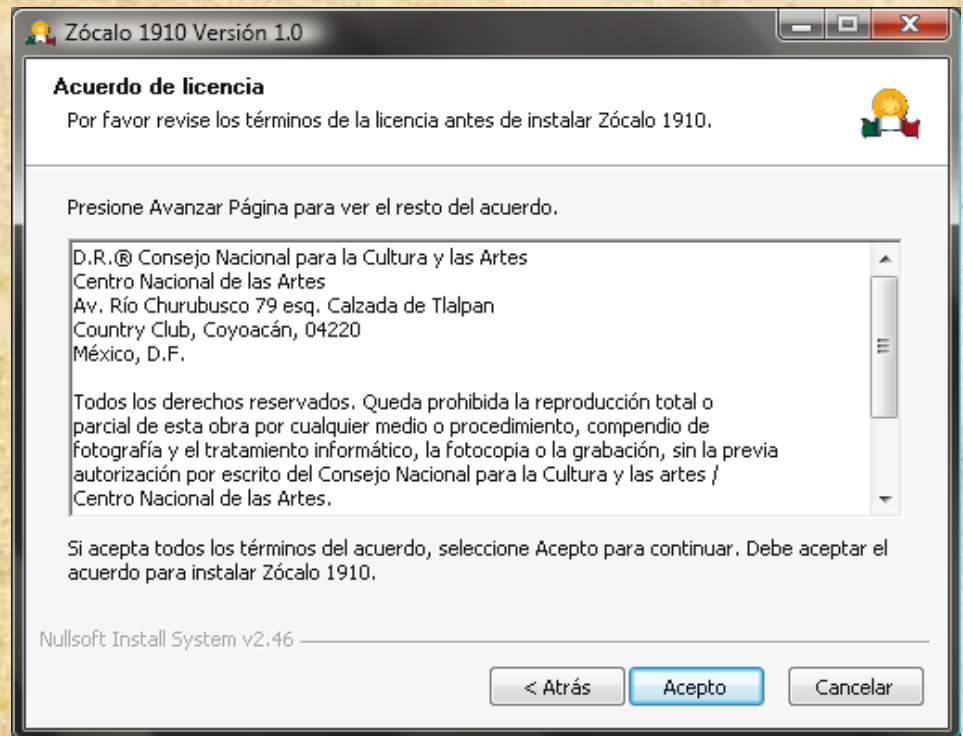 Zócalo 1910 Versión 1.0
Acuerdo de licencia
Por favor revise los términos de la licencia antes de instalar Zócalo 1910.
Presione Avanzar Página para ver el resto del acuerdo.
D.R.® Consejo Nacional para la Cultura y las Artes
Centro Nacional de las Artes
Av. Río Churubusco 79 esq. Calzada de Tlalpan
Country Club, Coyoacán, 04220
México, D.F.
Todos los derechos reservados. Queda prohibida la reproducción total o
parcial de esta obra por cualquier medio o procedimiento, compendio de
fotografía y el tratamiento informático, la fotocopia o la grabación, sin la previa
autorización por escrito del Consejo Nacional para la Cultura y las artes /
Centro Nacional de las Artes.
Si acepta todos los términos del acuerdo, seleccione Acepto para continuar. Debe aceptar el
acuerdo para instalar Zócalo 1910.
Nullsoft Install System v2.46
< Atrás
Acepto
Cancelar